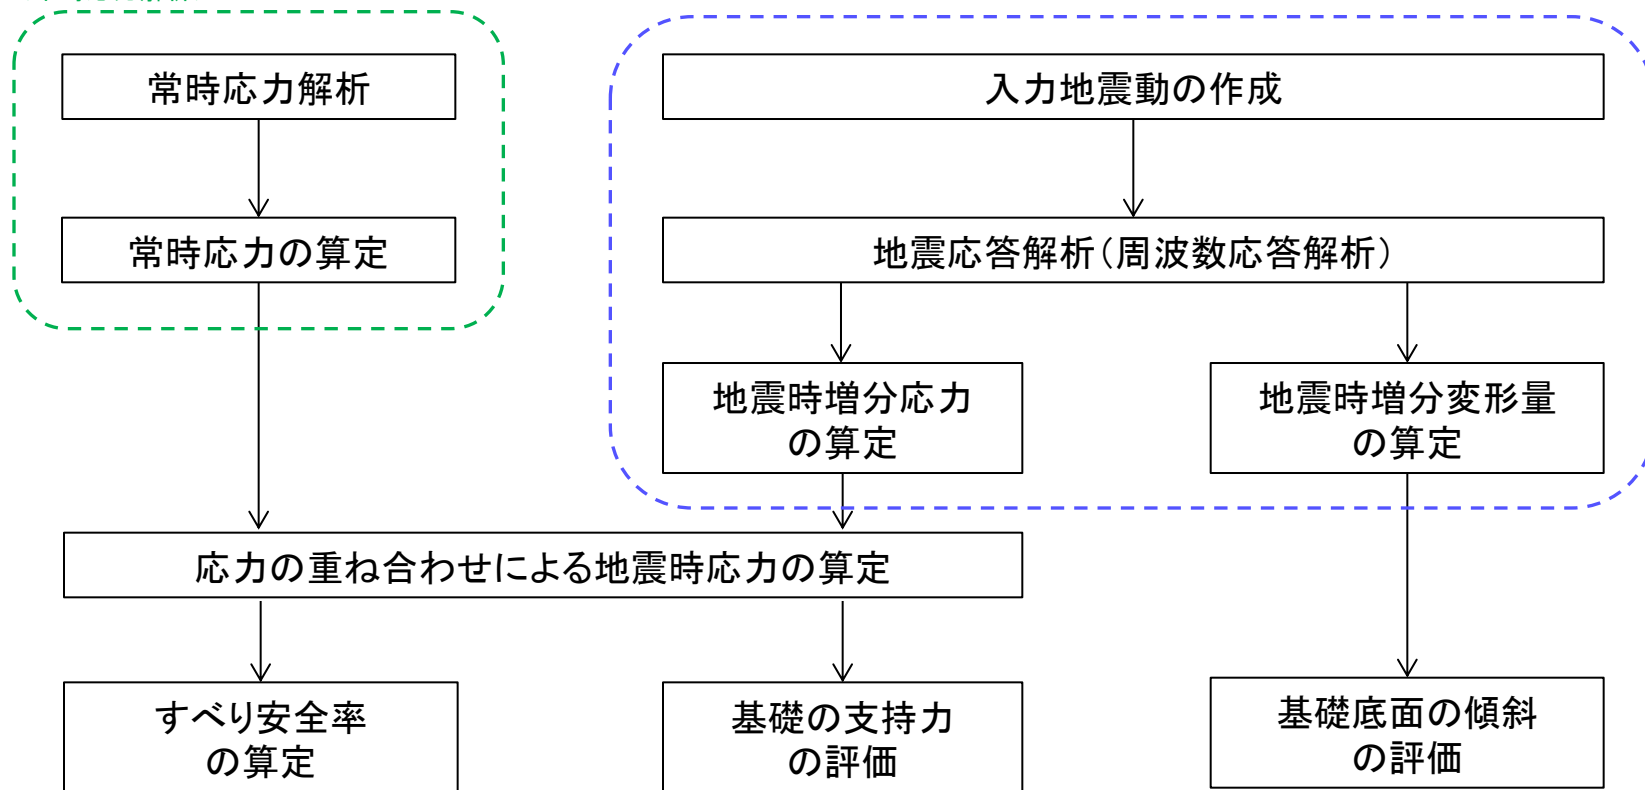 常時応力解析
入力地震動の作成
常時応力の算定
地震応答解析（周波数応答解析）
地震時増分応力
の算定
地震時増分変形量
の算定
応力の重ね合わせによる地震時応力の算定
すべり安全率
の算定
基礎の支持力
の評価
基礎底面の傾斜
の評価